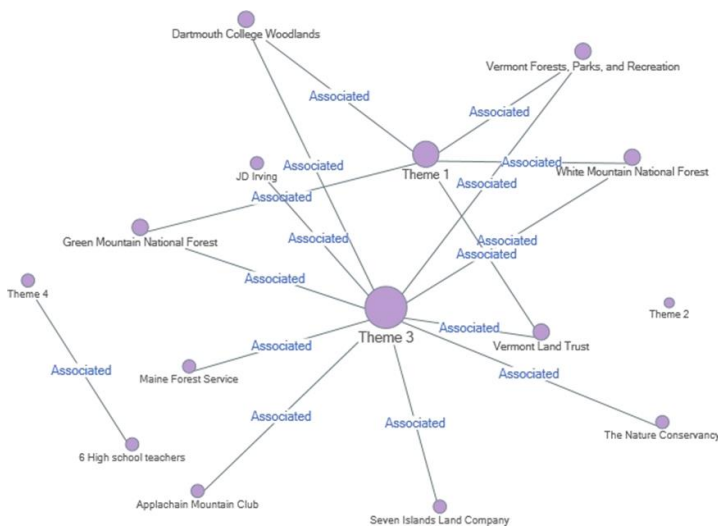 Dartmouth College Woodlands
Vermont Forests, Parks, and Recreation
Associated
Associated
Associated
JD Irving
Theme 1
Associated
White Mountain National Forest
Associated
Associated
Green Mountain National Forest
Associated
Associated
Associated
Associated
Theme 4
Theme 2
Theme 3
Associated
Vermont Land Trust
Associated
Associated
Associated
Maine Forest Service
Associated
Associated
The Nature Conservancy
6 High school teachers
Applachain Mountain Club
Seven Islands Land Company